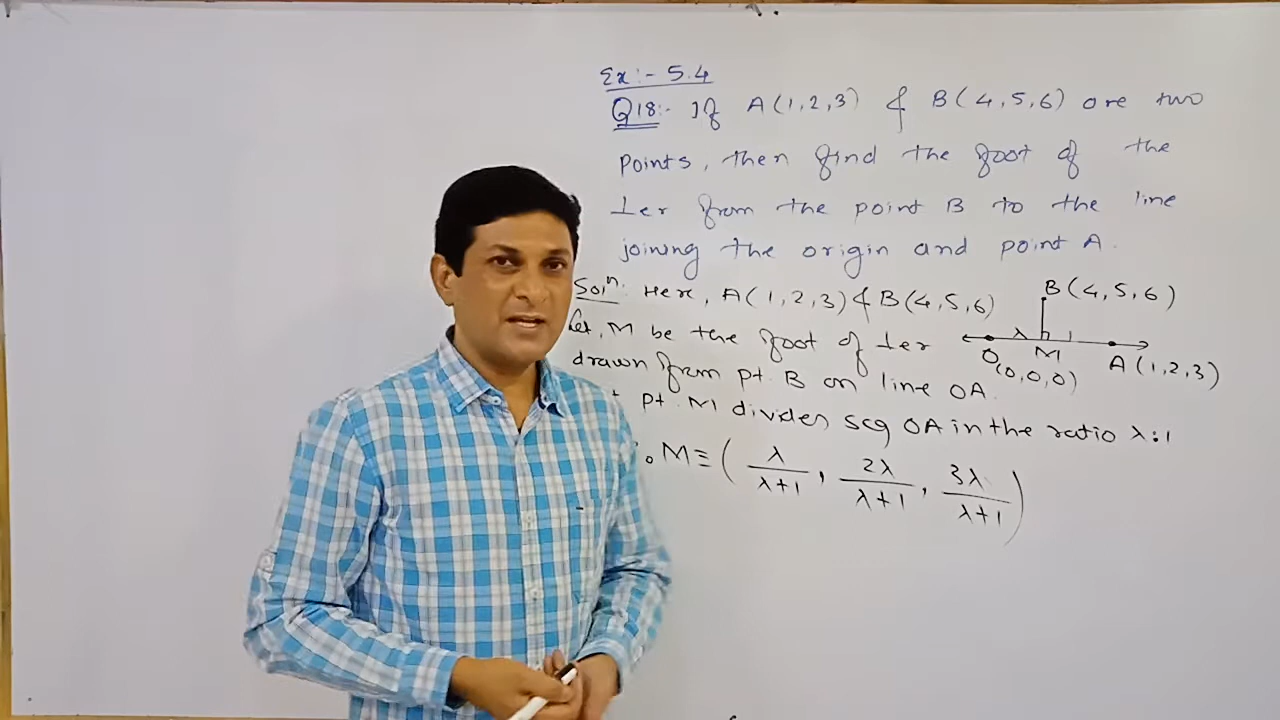 Ex:- 5.4
Q18:- If A(1,2,3) & B(4,5,6) are two
points, then find the foot of the
⊥er from the point B to the line
joining the origin and point A.
Solⁿ: Here, A(1,2,3) & B(4,5,6)
Let, M be the foot of ⊥er
drawn from pt. B on line OA.
pt. M divides seg OA in the ratio λ:1
M ≡ (λ/λ+1, 2λ/λ+1, 3λ/λ+1)
B(4,5,6)
λ 1
O M A(1,2,3)
(0,0,0)